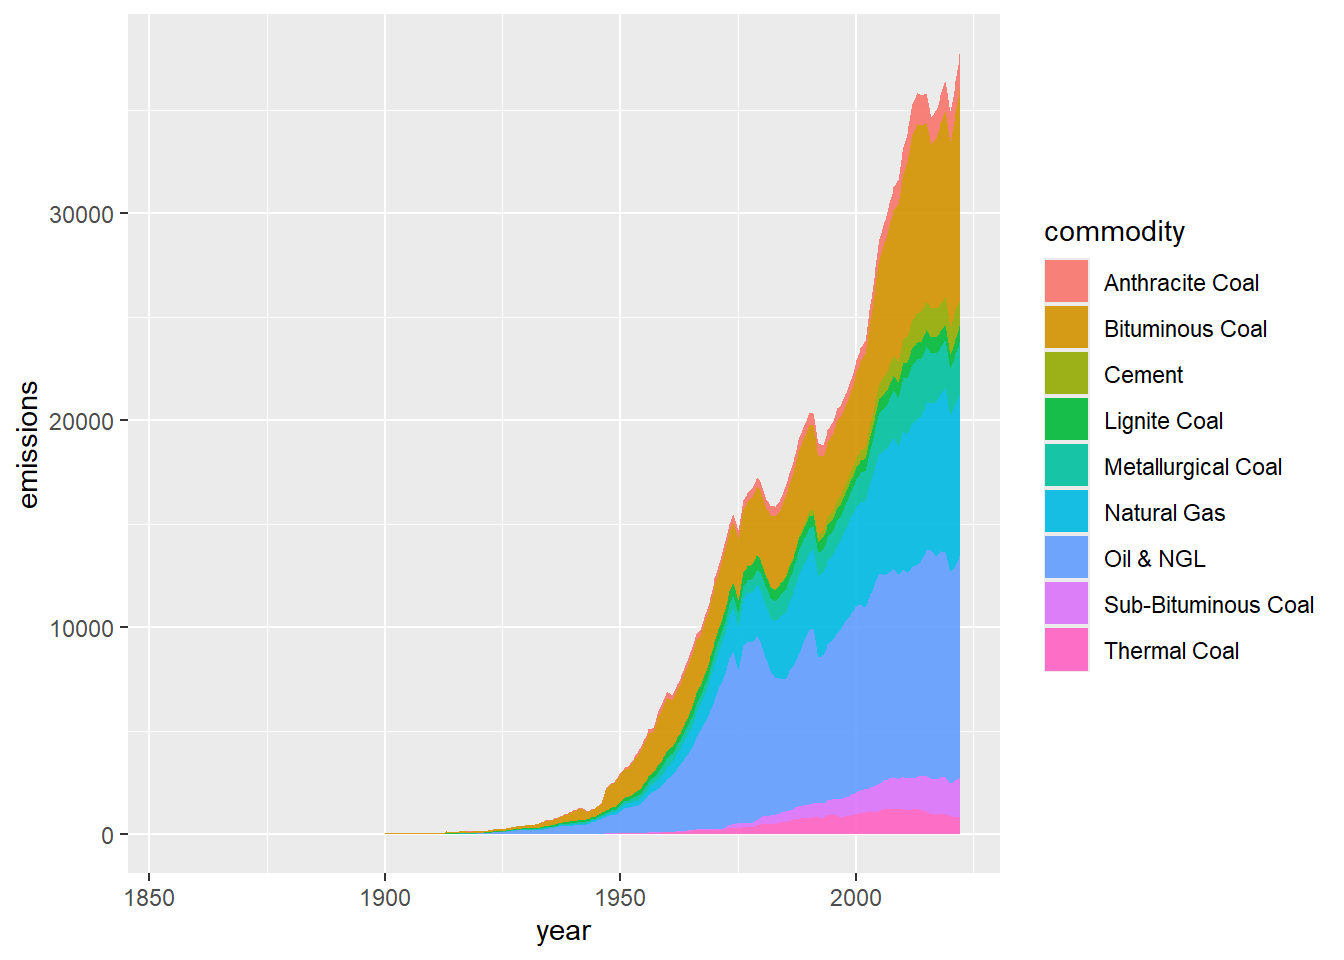 30000
20000
10000
0
emissions
1850
1900
1950
2000
year
commodity
Anthracite Coal
Bituminous Coal
Cement
Lignite Coal
Metallurgical Coal
Natural Gas
Oil & NGL
Sub-Bituminous Coal
Thermal Coal